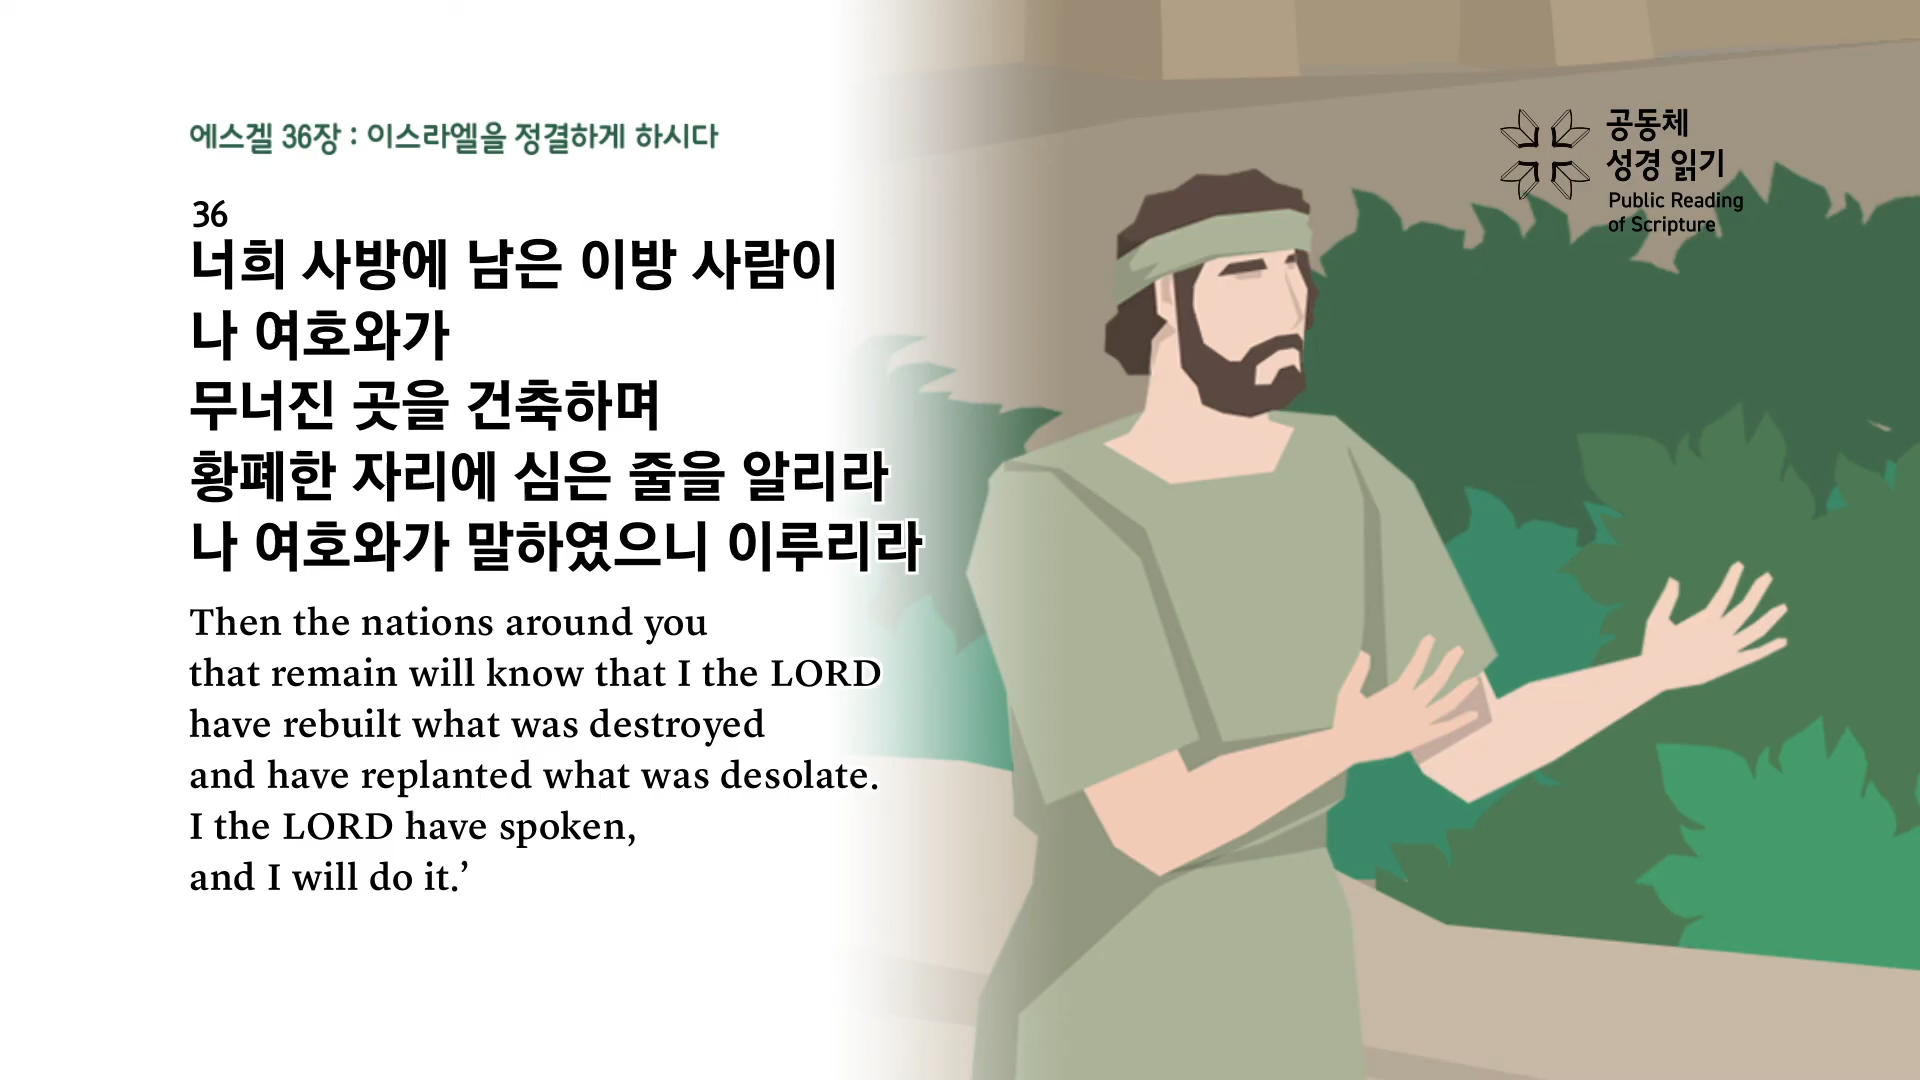 에스겔 36장 : 이스라엘을 정결하게 하시다
공동체
성경 읽기
Public Reading
of Scripture
36
너희 사방에 남은 이방 사람이
나 여호와가
무너진 곳을 건축하며
황폐한 자리에 심은 줄을 알리라
나 여호와가 말하였으니 이루리라
Then the nations around you
that remain will know that I the LORD
have rebuilt what was destroyed
and have replanted what was desolate.
I the LORD have spoken,
and I will do it.’